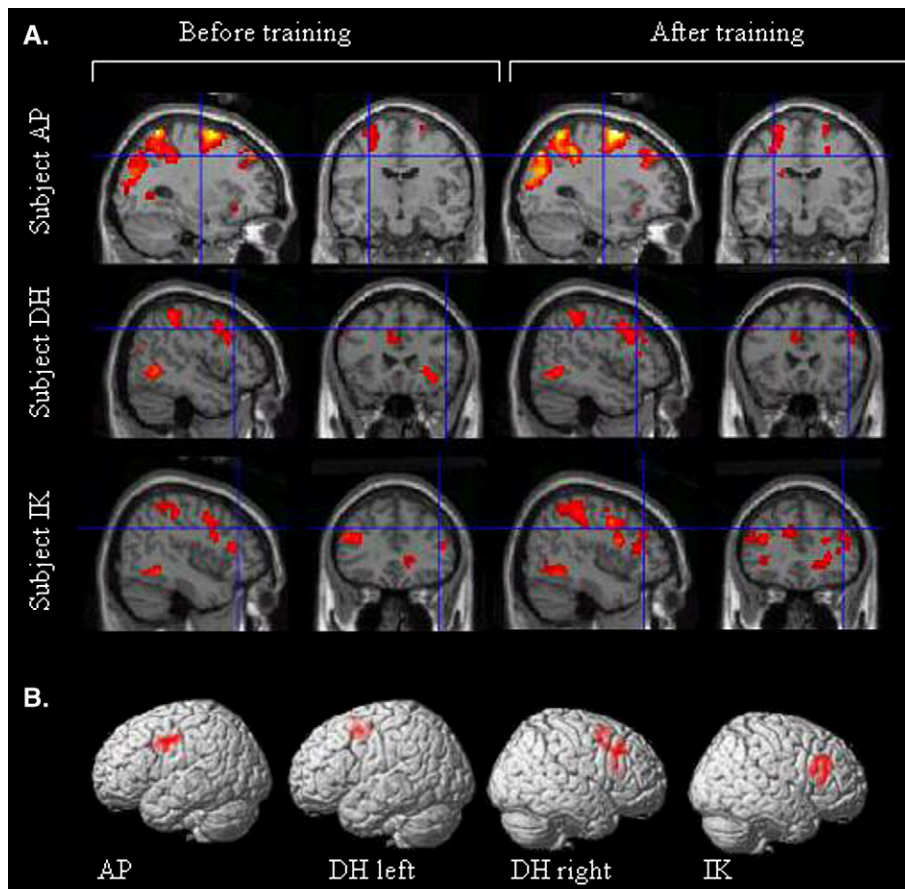 A.
Before training
After training
Subject AP
Subject DH
Subject IK
B.
AP
DH left
DH right
IK